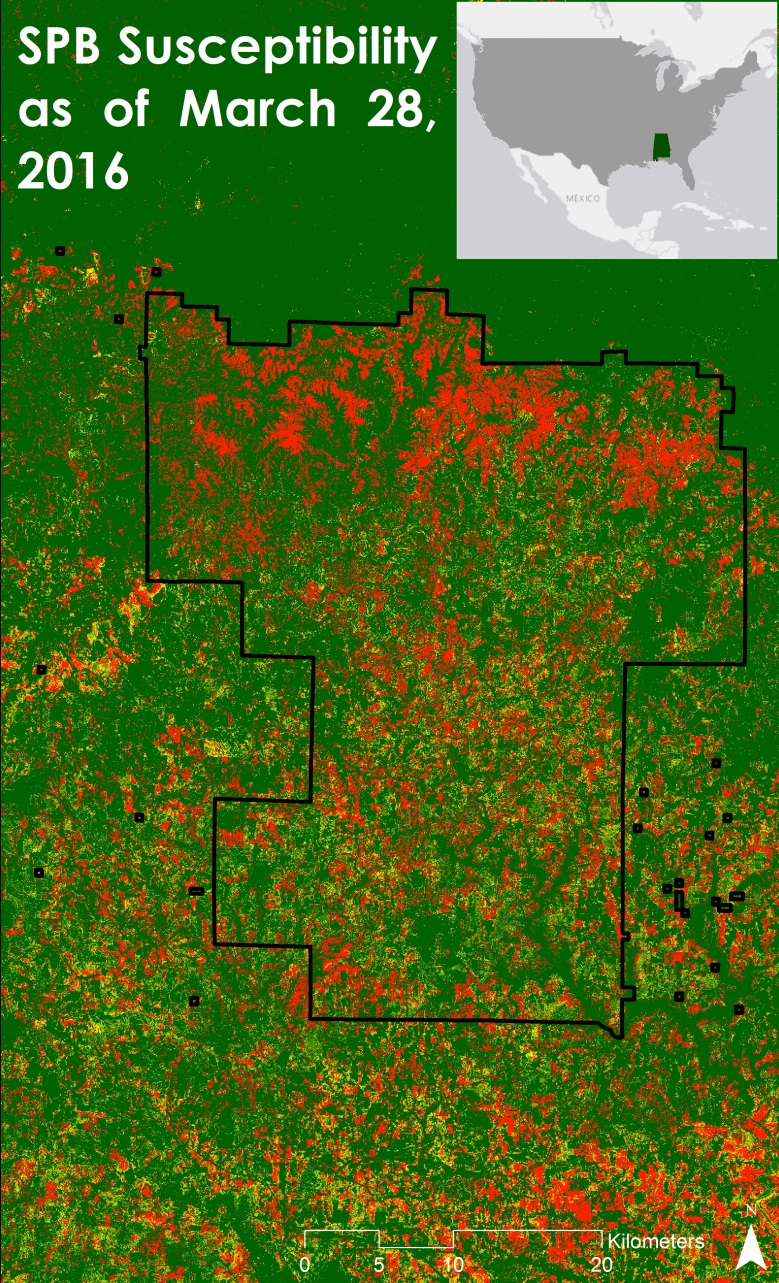 SPB Susceptibility
as of March 28,
2016
MÉXICO
N
Kilometers
0 5 10 20